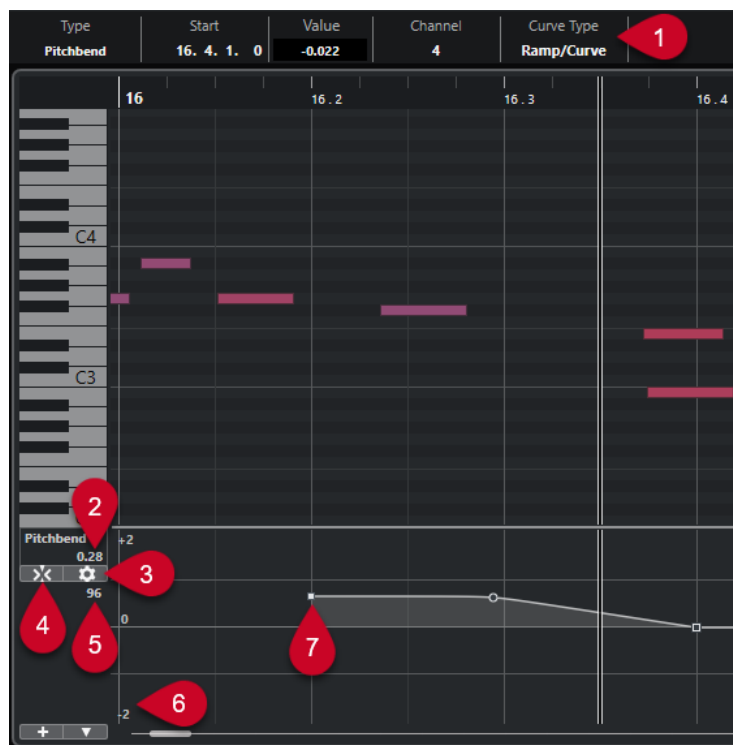 Type Start Value Channel Curve Type
Pitchbend 16. 4. 1. 0 -0.022 4 Ramp/Curve
1
16 16.2 16.3 16.4
C4
C3
2
Pitchbend +2
0.28
3
96
0
4 5 7
6
-2